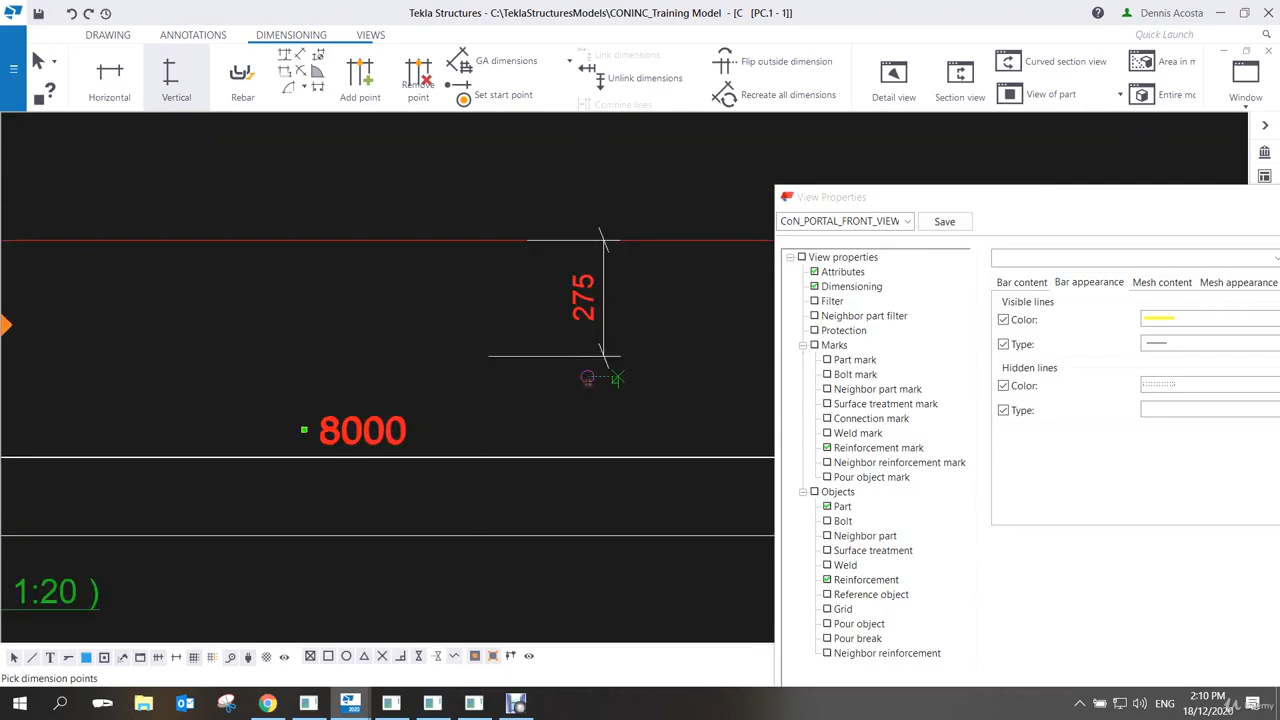 Tekla Structures - C:\TeklaStructuresModels\CONINC_Training Model - [C [PC.1 - 1]]
Dennis Acosta
DRAWING
ANNOTATIONS
DIMENSIONING
VIEWS
Quick Launch
Horizontal
Vertical
Rebar
Add point
Remove point
GA dimensions
Set start point
Link dimensions
Unlink dimensions
Combine lines
Flip outside dimension
Recreate all dimensions
Detail view
Section view
Curved section view
View of part
Area in m
Entire mo
Window
275
8000
1:20 )
View Properties
CoN_PORTAL_FRONT_VIEW
Save
View properties
Attributes
Dimensioning
Filter
Neighbor part filter
Protection
Marks
Part mark
Bolt mark
Neighbor part mark
Surface treatment mark
Connection mark
Weld mark
Reinforcement mark
Neighbor reinforcement mark
Pour object mark
Objects
Part
Bolt
Neighbor part
Surface treatment
Weld
Reinforcement
Reference object
Grid
Pour object
Pour break
Neighbor reinforcement
Bar content
Bar appearance
Mesh content
Mesh appearance
Visible lines
Color:
Type:
Hidden lines
Color:
Type:
Pick dimension points
ENG
2:10 PM
18/12/2020